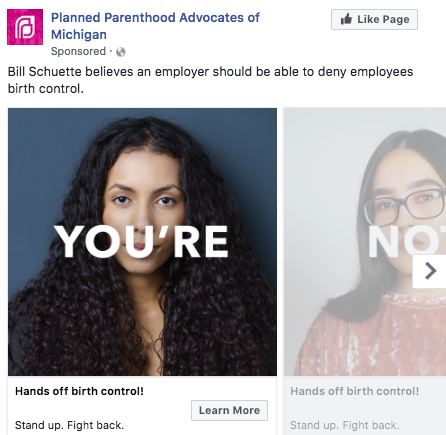 Planned Parenthood Advocates of
Michigan
Like Page
Sponsored ·
Bill Schuette believes an employer should be able to deny employees
birth control.
YOU'RE
NOT
Hands off birth control!
Learn More
Stand up. Fight back.
Hands off birth control!
Stand up. Fight back.